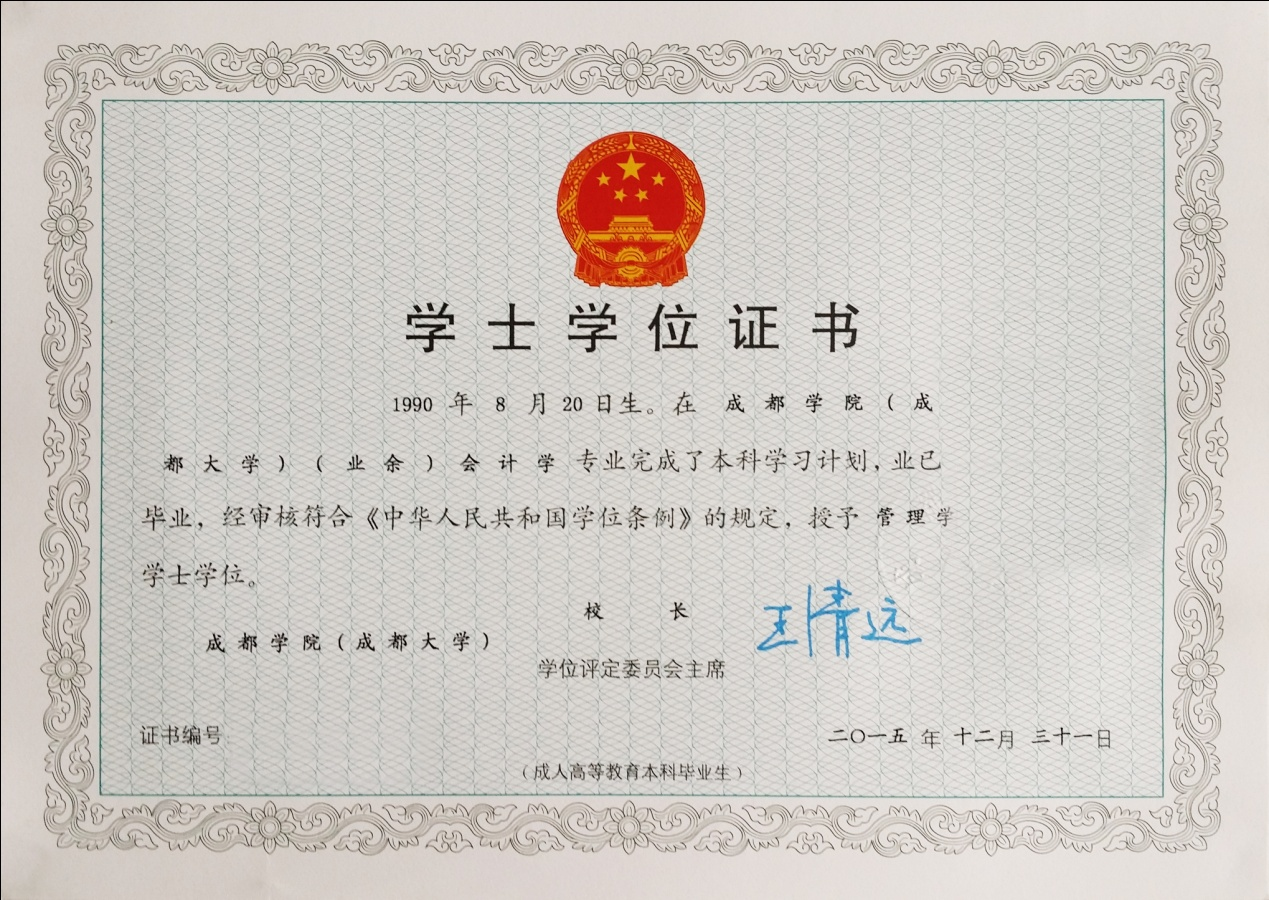 学士学位证书
1990 年 8 月 20 日生。在 成都学院（成
都大学）（业余）会计学 专业完成了本科学习计划，业已
毕业，经审核符合《中华人民共和国学位条例》的规定，授予 管理学
学士学位。
校 长 王清远
成都学院（成都大学）
学位评定委员会主席
证书编号
二〇一五 年 十二月 三十一日
（成人高等教育本科毕业生）